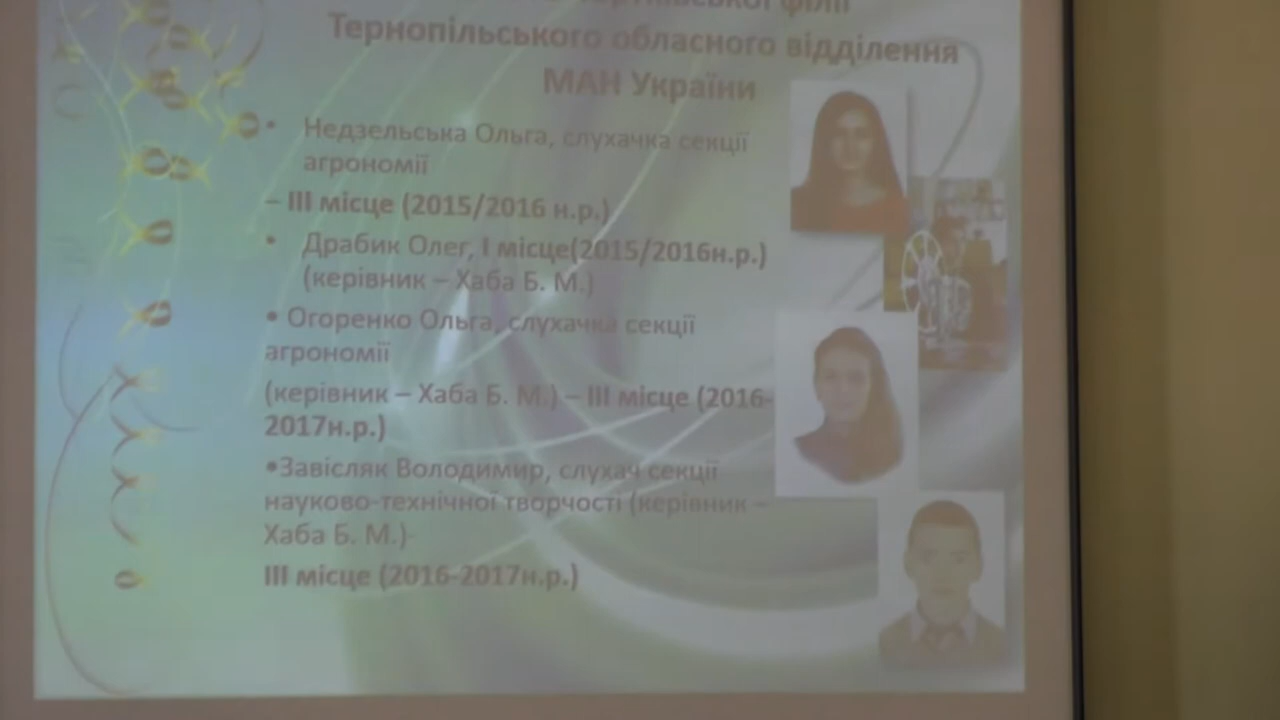 філії
Тернопільського обласного відділення
МАН України
• Недзельська Ольга, слухачка секції
агрономії
– ІІІ місце (2015/2016 н.р.)
• Драбик Олег, І місце(2015/2016н.р.)
(керівник – Хаба Б. М.)
• Огоренко Ольга, слухачка секції
агрономії
(керівник – Хаба Б. М.) – ІІІ місце (2016-
2017н.р.)
•Завісляк Володимир, слухач секції
науково-технічної творчості (керівник –
Хаба Б. М.)-
ІІІ місце (2016-2017н.р.)